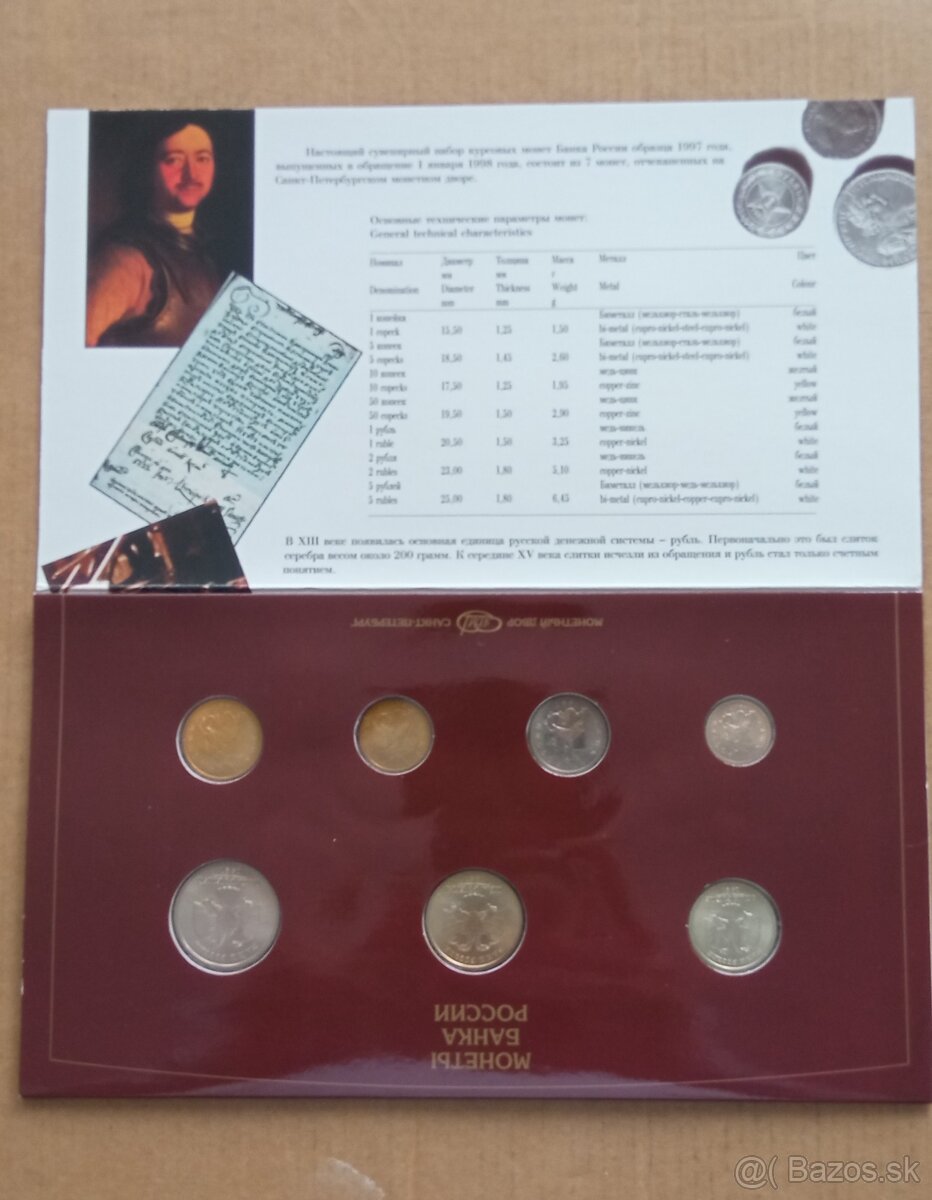 Настоящий сувенирный набор курсовых монет Банка России образца 1997 года,
выпущенных в обращение 1 января 1998 года, состоит из 7 монет, отчеканенных на
Санкт-Петербургском монетном дворе.
Основные технические параметры монет:
General technical characteristics
Номинал Диаметр Толщина Масса Металл Цвет
мм мм г
Denomination Diameter Thickness Weight Metal Colour
mm mm g
1 копейка Биметалл (мельхиор-сталь-мельхиор) белый
1 copeck 15,50 1,25 1,50 bi-metal (cupro-nickel-steel-cupro-nickel) white
5 копеек Биметалл (мельхиор-сталь-мельхиор) белый
5 copecks 18,50 1,45 2,60 bi-metal (cupro-nickel-steel-cupro-nickel) white
10 копеек медь-цинк желтый
10 copecks 17,50 1,25 1,95 copper-zinc yellow
50 копеек медь-цинк желтый
50 copecks 19,50 1,50 2,90 copper-zinc yellow
1 рубль медь-никель белый
1 ruble 20,50 1,50 3,25 copper-nickel white
2 рубля медь-никель белый
2 rubles 23,00 1,80 5,10 copper-nickel white
5 рублей Биметалл (мельхиор-медь-мельхиор) белый
5 rubles 25,00 1,80 6,45 bi-metal (cupro-nickel-copper-cupro-nickel) white
В XIII веке появилась основная единица русской денежной системы – рубль. Первоначально это был слиток
серебра весом около 200 грамм. К середине XV века слитки исчезли из обращения и рубль стал только счетным
понятием.
МОНЕТНЫЙ ДВОР САНКТ-ПЕТЕРБУРГ
МОНЕТЫ
БАНКА
РОССИИ
@( Bazos.sk